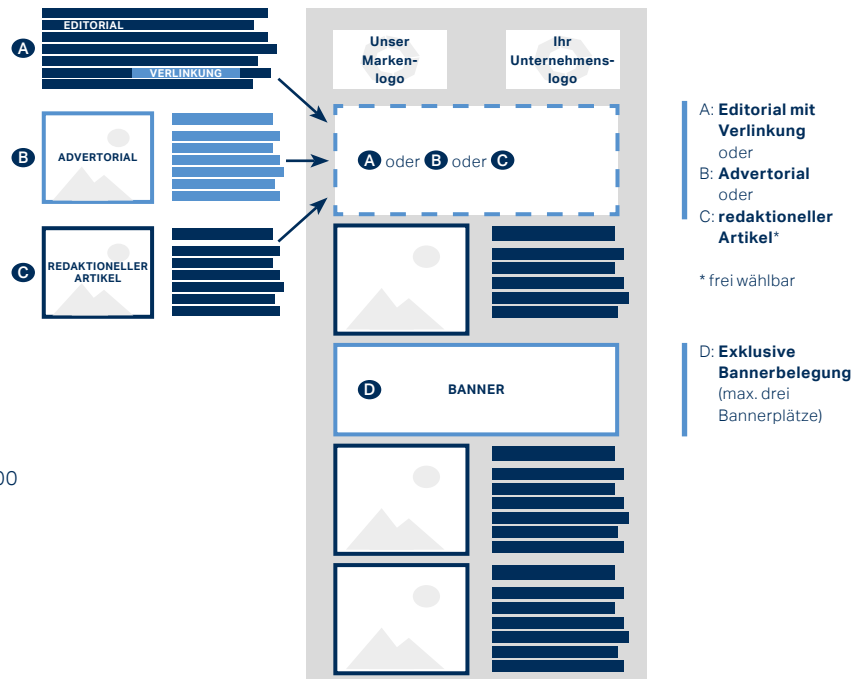 A
EDITORIAL
VERLINKUNG
B
ADVERTORIAL
C
REDAKTIONELLER
ARTIKEL
00
Unser
Marken-
logo
Ihr
Unternehmens-
logo
A oder B oder C
D BANNER
A: Editorial mit
Verlinkung
oder
B: Advertorial
oder
C: redaktioneller
Artikel*
* frei wählbar
D: Exklusive
Bannerbelegung
(max. drei
Bannerplätze)